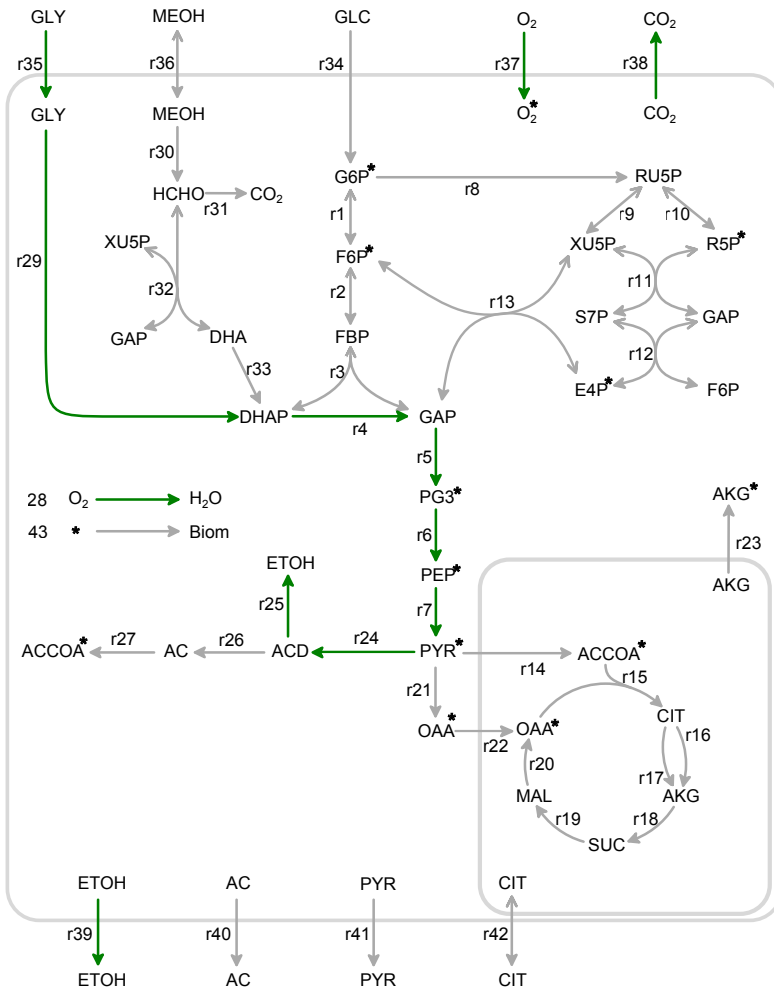 GLY MEOH GLC O2 CO2
r35 r36 r34 r37 r38
GLY MEOH O2* CO2
r30
HCHO CO2 G6P* RU5P
r31 r8
r1 r9 r10
XU5P F6P* XU5P R5P*
r29 r32 r2 r11
r13
GAP DHA FBP S7P GAP
r33 r3 r12
E4P* F6P
DHAP r4 GAP
r5
28 O2 H2O PG3* AKG*
43 * Biom r6 r23
ETOH PEP* AKG
r25 r7
ACCOA* r27 AC r26 ACD r24 PYR* r14 ACCOA*
r15
r21
OAA* r22 OAA* CIT
r16
r20 r17
MAL AKG
r19 r18
SUC
ETOH AC PYR CIT
r39 r40 r41 r42
ETOH AC PYR CIT